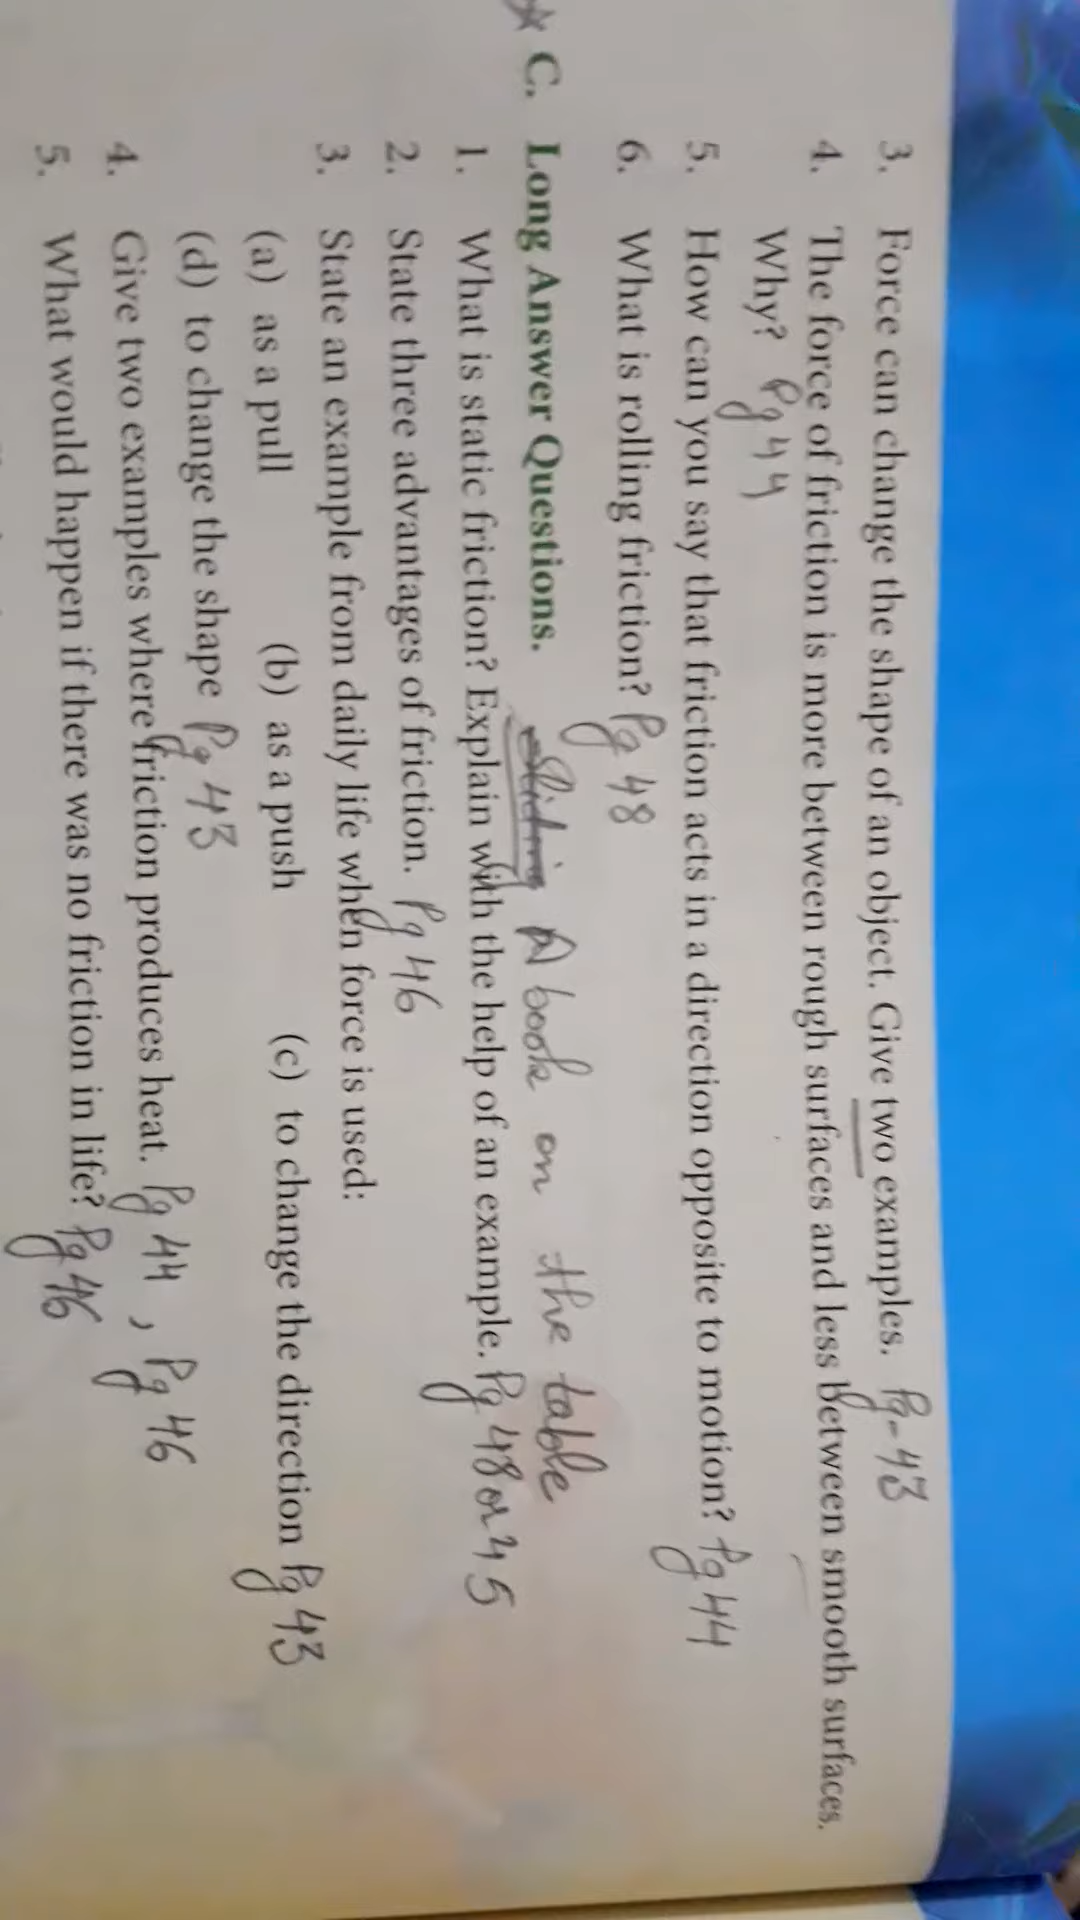 3. Force can change the shape of an object. Give two examples. Pg-43
4. The force of friction is more between rough surfaces and less between smooth surfaces.
Why? Pg 44
5. How can you say that friction acts in a direction opposite to motion? Pg 44
6. What is rolling friction? Pg 48
C. Long Answer Questions. A book on the table
1. What is static friction? Explain with the help of an example. Pg 48 or 45
2. State three advantages of friction. Pg 46
3. State an example from daily life when force is used:
(a) as a pull (b) as a push (c) to change the direction Pg 43
(d) to change the shape Pg 43
4. Give two examples where friction produces heat. Pg 44, Pg 46
5. What would happen if there was no friction in life? Pg 46